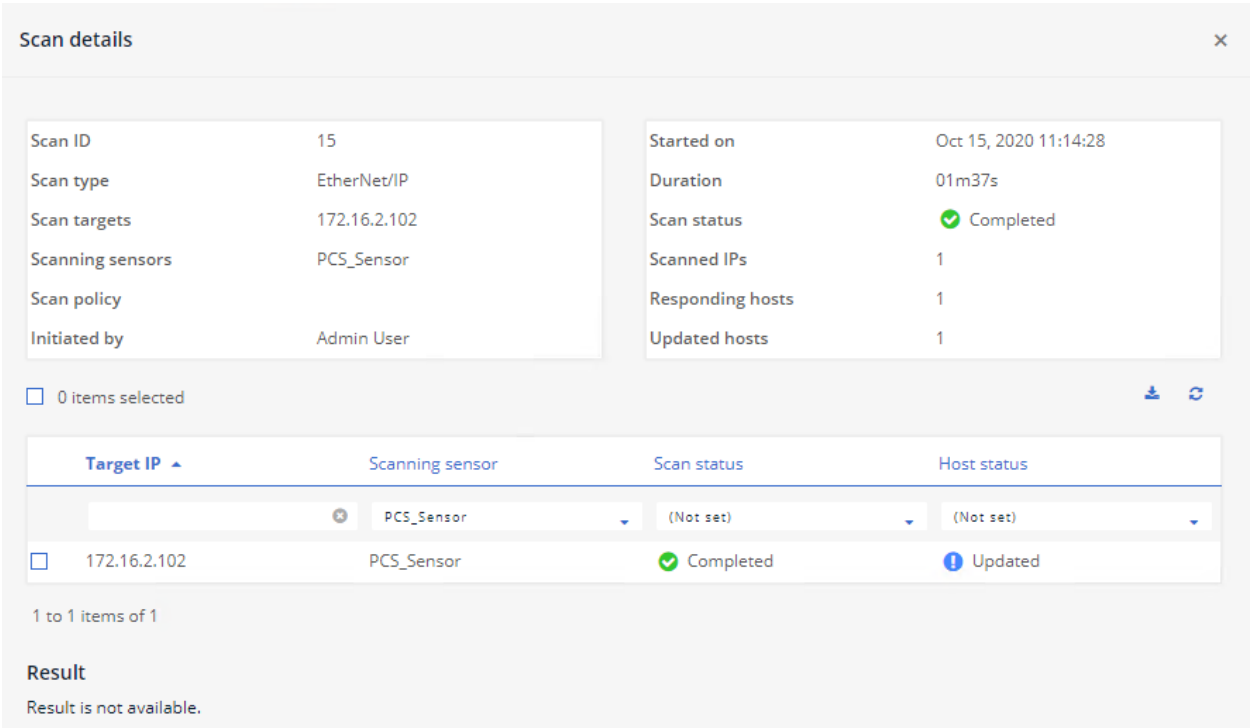 Scan details
Scan ID 15
Scan type EtherNet/IP
Scan targets 172.16.2.102
Scanning sensors PCS_Sensor
Scan policy
Initiated by Admin User
Started on Oct 15, 2020 11:14:28
Duration 01m37s
Scan status Completed
Scanned IPs 1
Responding hosts 1
Updated hosts 1
0 items selected
Target IP Scanning sensor Scan status Host status
PCS_Sensor (Not set) (Not set)
172.16.2.102 PCS_Sensor Completed Updated
1 to 1 items of 1
Result
Result is not available.